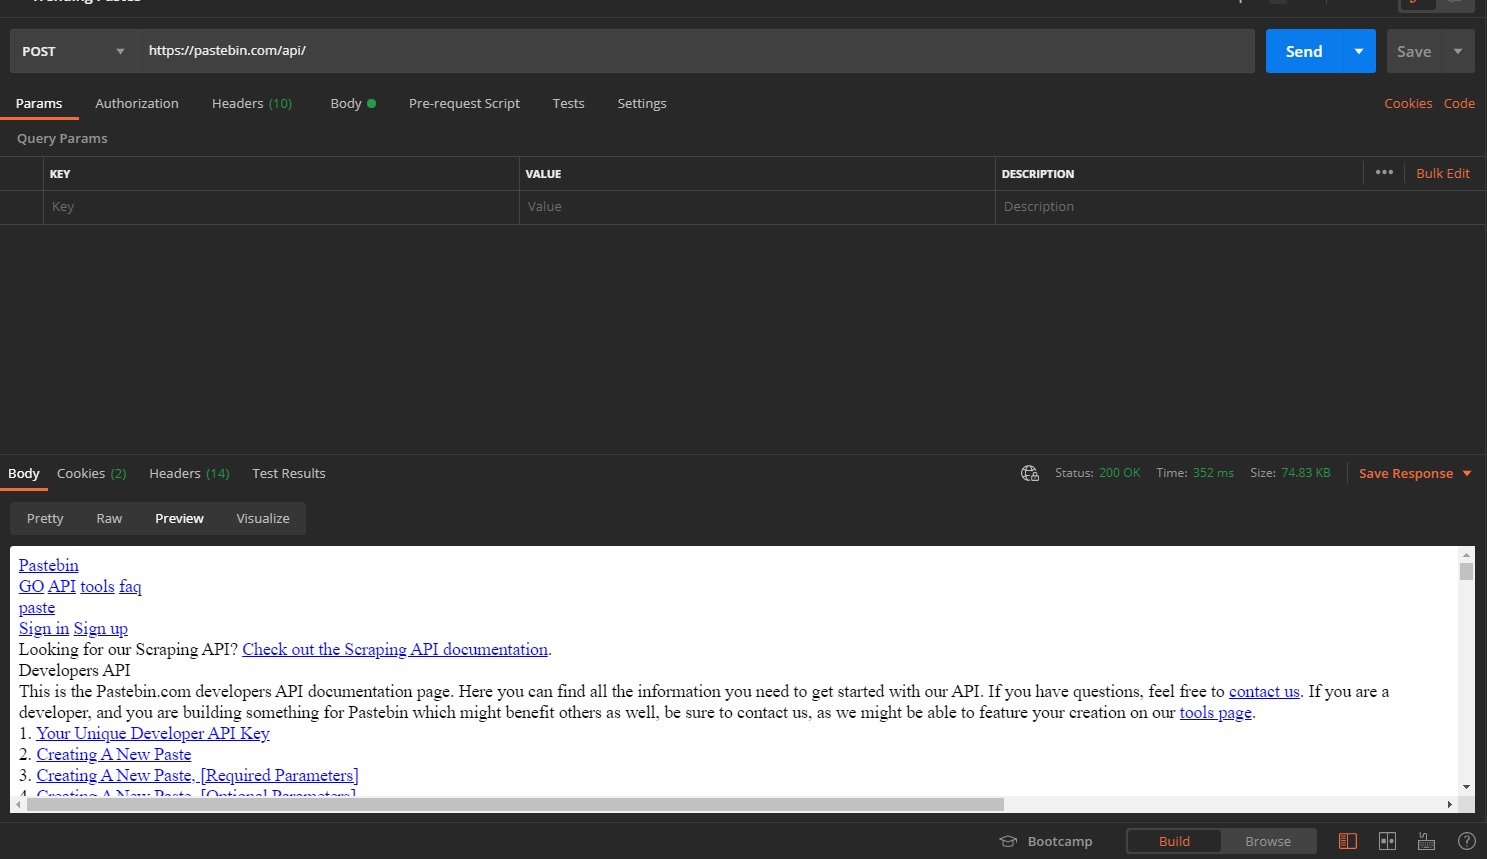 Trending Pastes
POST
https://pastebin.com/api/
Send
Save
Params Authorization Headers (10) Body Pre-request Script Tests Settings Cookies Code
Query Params
KEY VALUE DESCRIPTION ••• Bulk Edit
Key Value Description
Body Cookies (2) Headers (14) Test Results Status: 200 OK Time: 352 ms Size: 74.83 KB Save Response
Pretty Raw Preview Visualize
Pastebin
GO API tools faq
paste
Sign in Sign up
Looking for our Scraping API? Check out the Scraping API documentation.
Developers API
This is the Pastebin.com developers API documentation page. Here you can find all the information you need to get started with our API. If you have questions, feel free to contact us. If you are a
developer, and you are building something for Pastebin which might benefit others as well, be sure to contact us, as we might be able to feature your creation on our tools page.
1. Your Unique Developer API Key
2. Creating A New Paste
3. Creating A New Paste, [Required Parameters]
4. Creating A New Paste, [Optional Parameters]
Bootcamp Build Browse